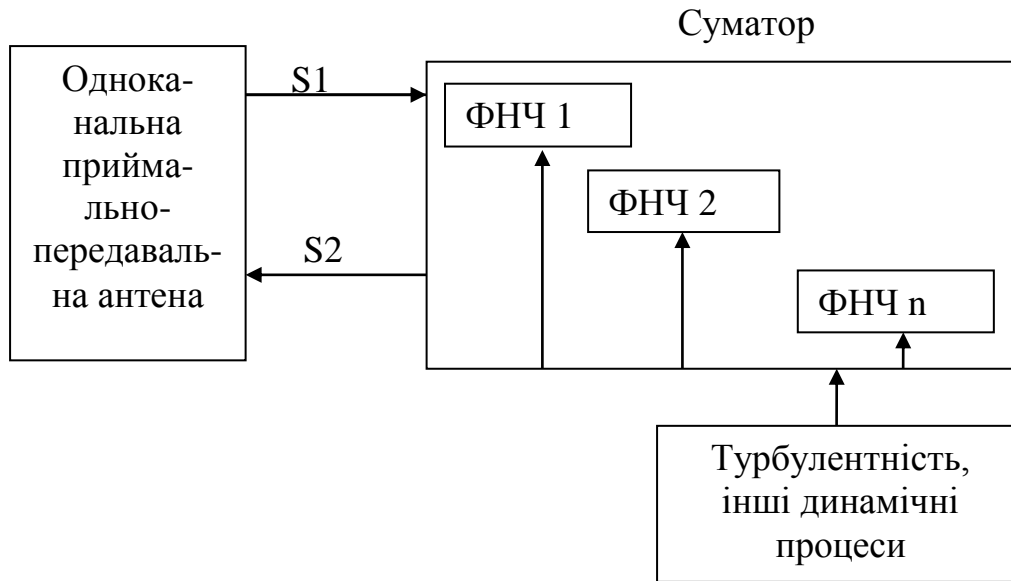 Суматор
Однока-
нальна
прийма-
льно-
передаваль-
на антена
S1
S2
ФНЧ 1
ФНЧ 2
ФНЧ n
Турбулентність,
інші динамічні
процеси